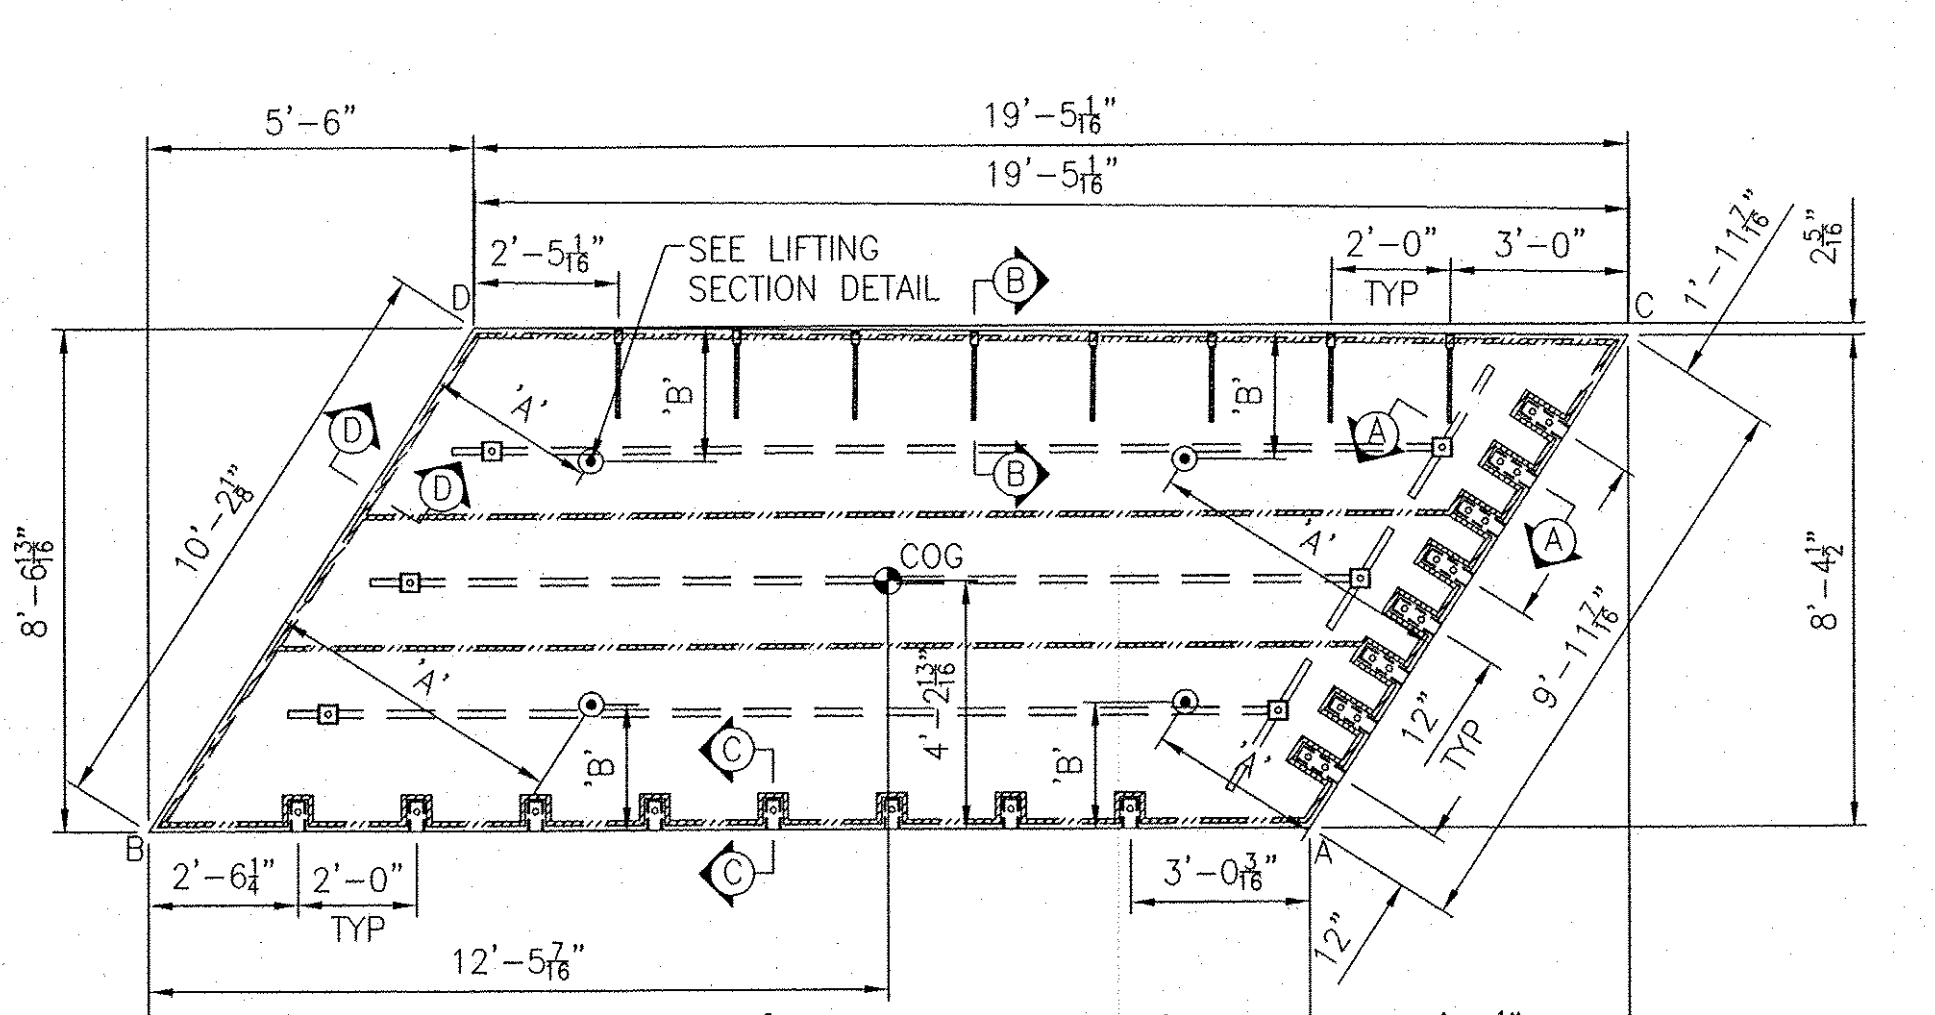 5'-6"
19'-5 1/16"
19'-5 1/16"
2'-5 1/16"
SEE LIFTING
SECTION DETAIL
B
2'-0"
TYP
3'-0"
1'-11 7/16"
2 5/16"
D
C
'A'
'B'
'B'
D
A
D
B
10'-2 1/8"
8'-6 13/16"
COG
'A'
A
8'-4 1/2"
'A'
4'-2 13/16"
9'-11 7/16"
12"
TYP
C
'B'
'B'
'A'
B
A
C
2'-6 1/4"
2'-0"
TYP
3'-0 3/16"
12"
12'-5 7/16"